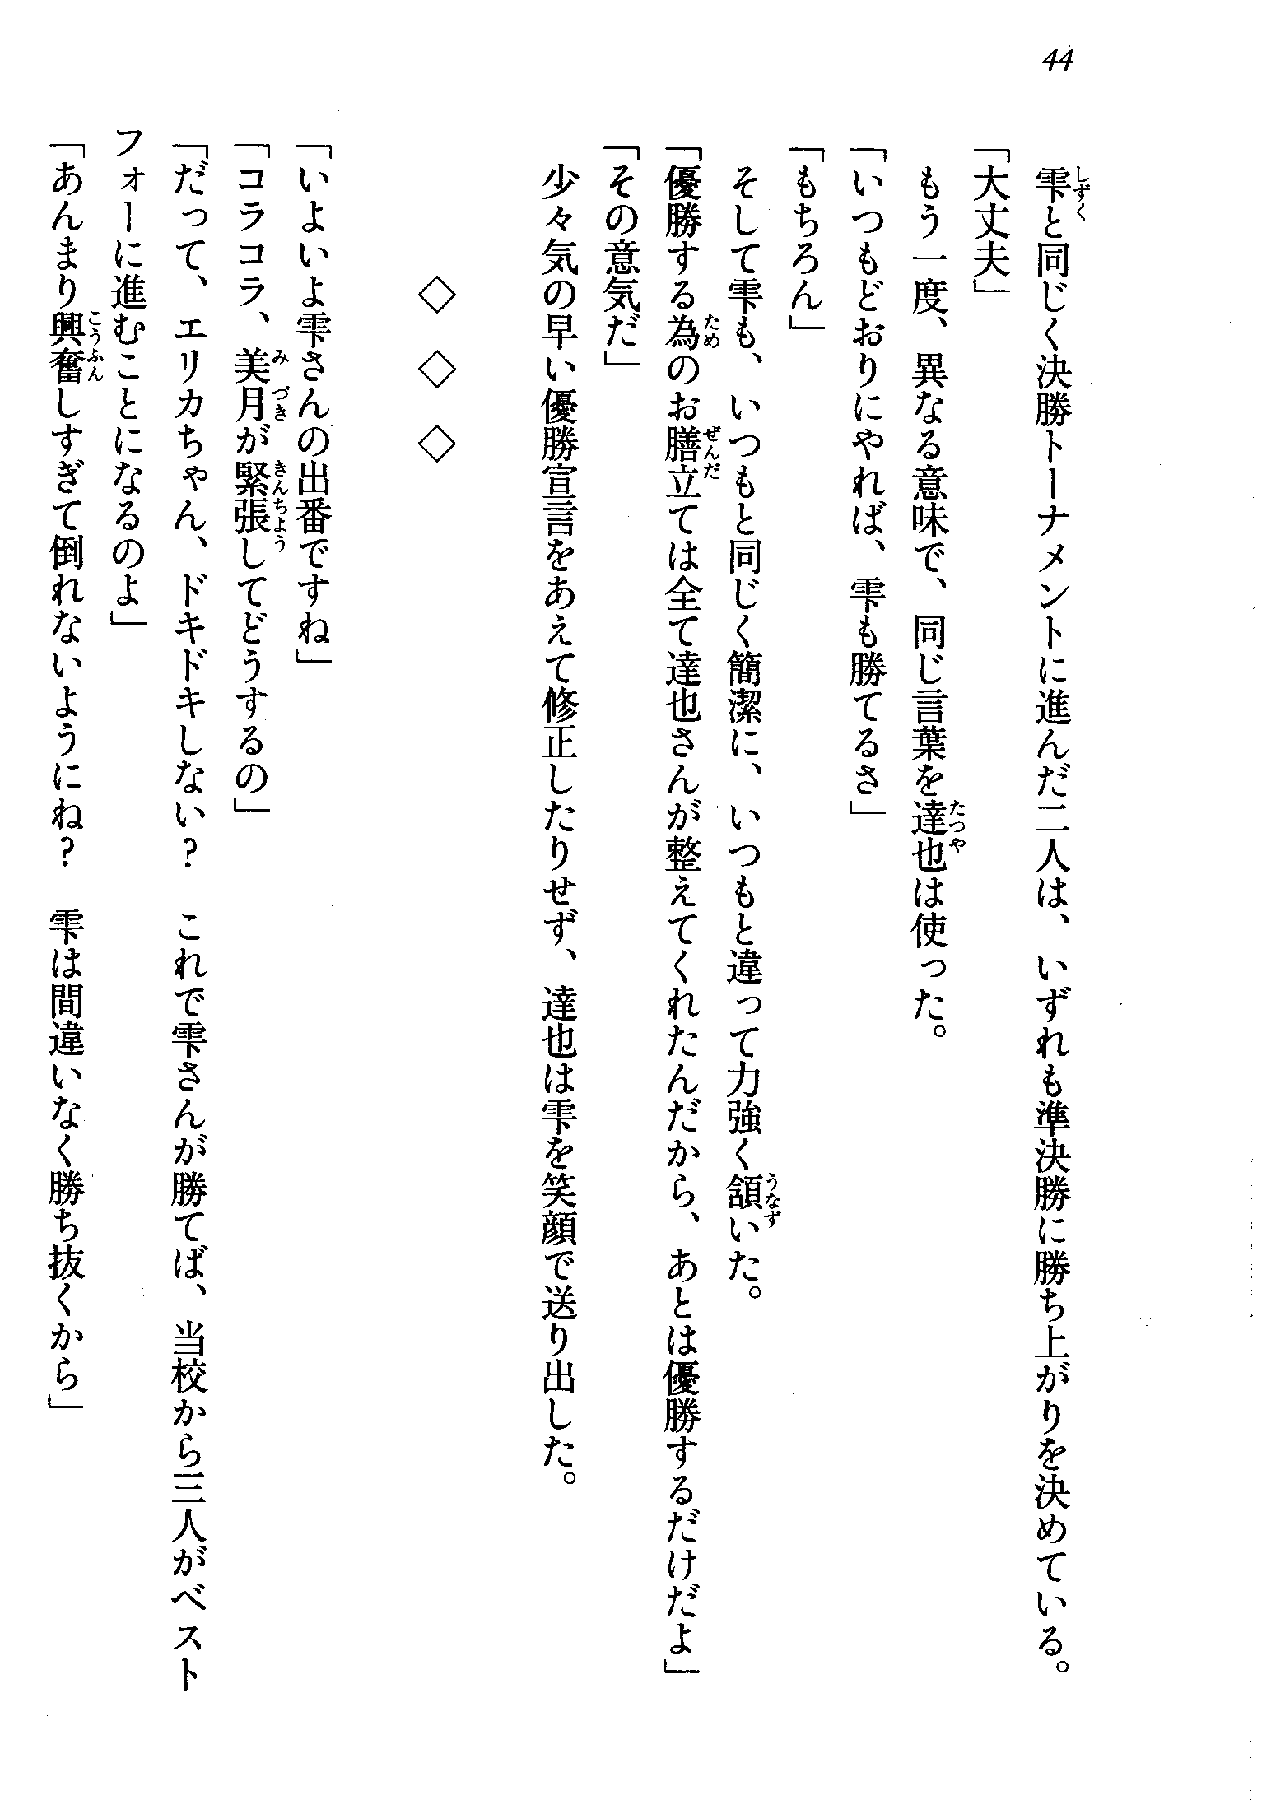 44
雫と同じく決勝トーナメントに進んだ二人は、いずれも準決勝に勝ち上がりを決めている。
「大丈夫」
もう一度、異なる意味で、同じ言葉を達也は使った。
「いつもどおりにやれば、雫も勝てるさ」
「もちろん」
そして雫も、いつもと同じく簡潔に、いつもと違って力強く頷いた。
「優勝する為のお膳立ては全て達也さんが整えてくれたんだから、あとは優勝するだけだよ」
「その意気だ」
少々気の早い優勝宣言をあえて修正したりせず、達也は雫を笑顔で送り出した。
◇ ◇ ◇
「いよいよ雫さんの出番ですね」
「コラコラ、美月が緊張してどうするの」
「だって、エリカちゃん、ドキドキしない？　これで雫さんが勝てば、当校から三人がベスト
フォーに進むことになるのよ」
「あんまり興奮しすぎて倒れないようにね？　雫は間違いなく勝ち抜くから」